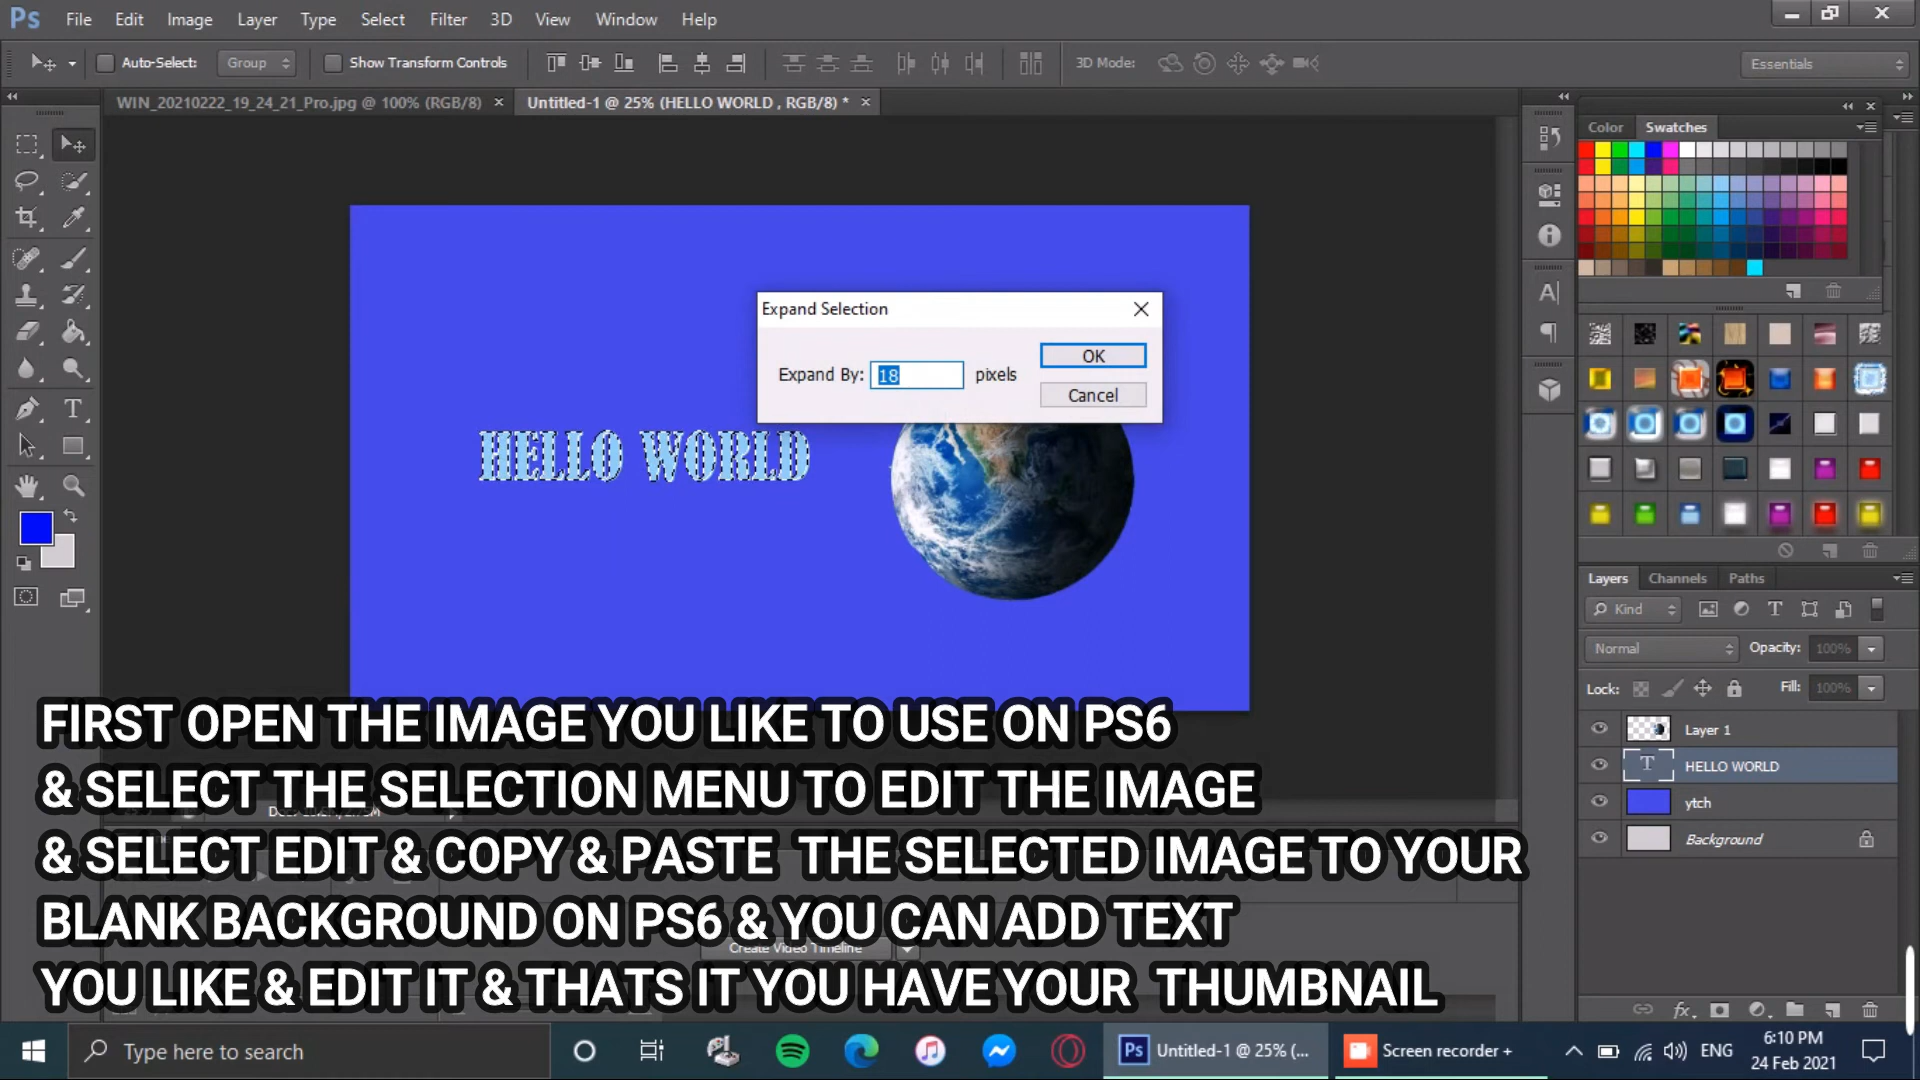 Ps File Edit Image Layer Type Select Filter 3D View Window Help
Auto-Select: Group Show Transform Controls 3D Mode: Essentials
WIN_20210222_19_24_21_Pro.jpg @ 100% (RGB/8) × Untitled-1 @ 25% (HELLO WORLD , RGB/8) * ×
Color Swatches
Expand Selection
Expand By: 18 pixels
OK
Cancel
HELLO WORLD
Layers Channels Paths
Kind
Normal Opacity: 100%
Lock: Fill: 100%
Layer 1
HELLO WORLD
ytch
Background
FIRST OPEN THE IMAGE YOU LIKE TO USE ON PS6
& SELECT THE SELECTION MENU TO EDIT THE IMAGE
& SELECT EDIT & COPY & PASTE THE SELECTED IMAGE TO YOUR
BLANK BACKGROUND ON PS6 & YOU CAN ADD TEXT
Create Video Timeline
YOU LIKE & EDIT IT & THATS IT YOU HAVE YOUR THUMBNAIL
Type here to search
Ps Untitled-1 @ 25% (...
Screen recorder +
ENG
6:10 PM
24 Feb 2021